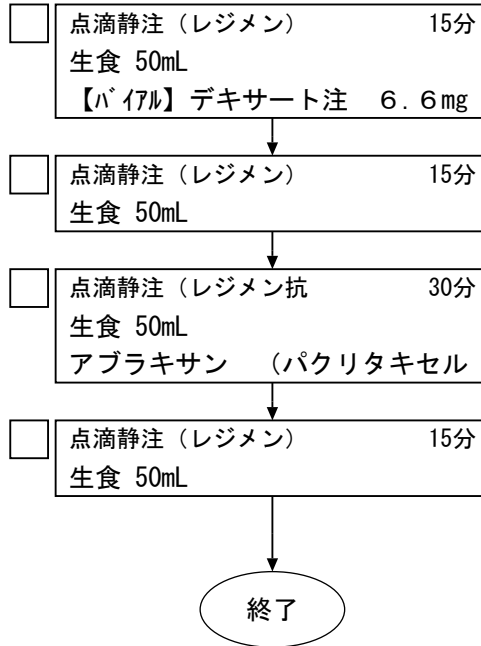 点滴静注（レジメン） 15分
生食 50mL
【ﾊﾞｲｱﾙ】デキサート注 ６.６mg
点滴静注（レジメン） 15分
生食 50mL
点滴静注（レジメン抗 30分
生食 50mL
アブラキサン （パクリタキセル
点滴静注（レジメン） 15分
生食 50mL
終了